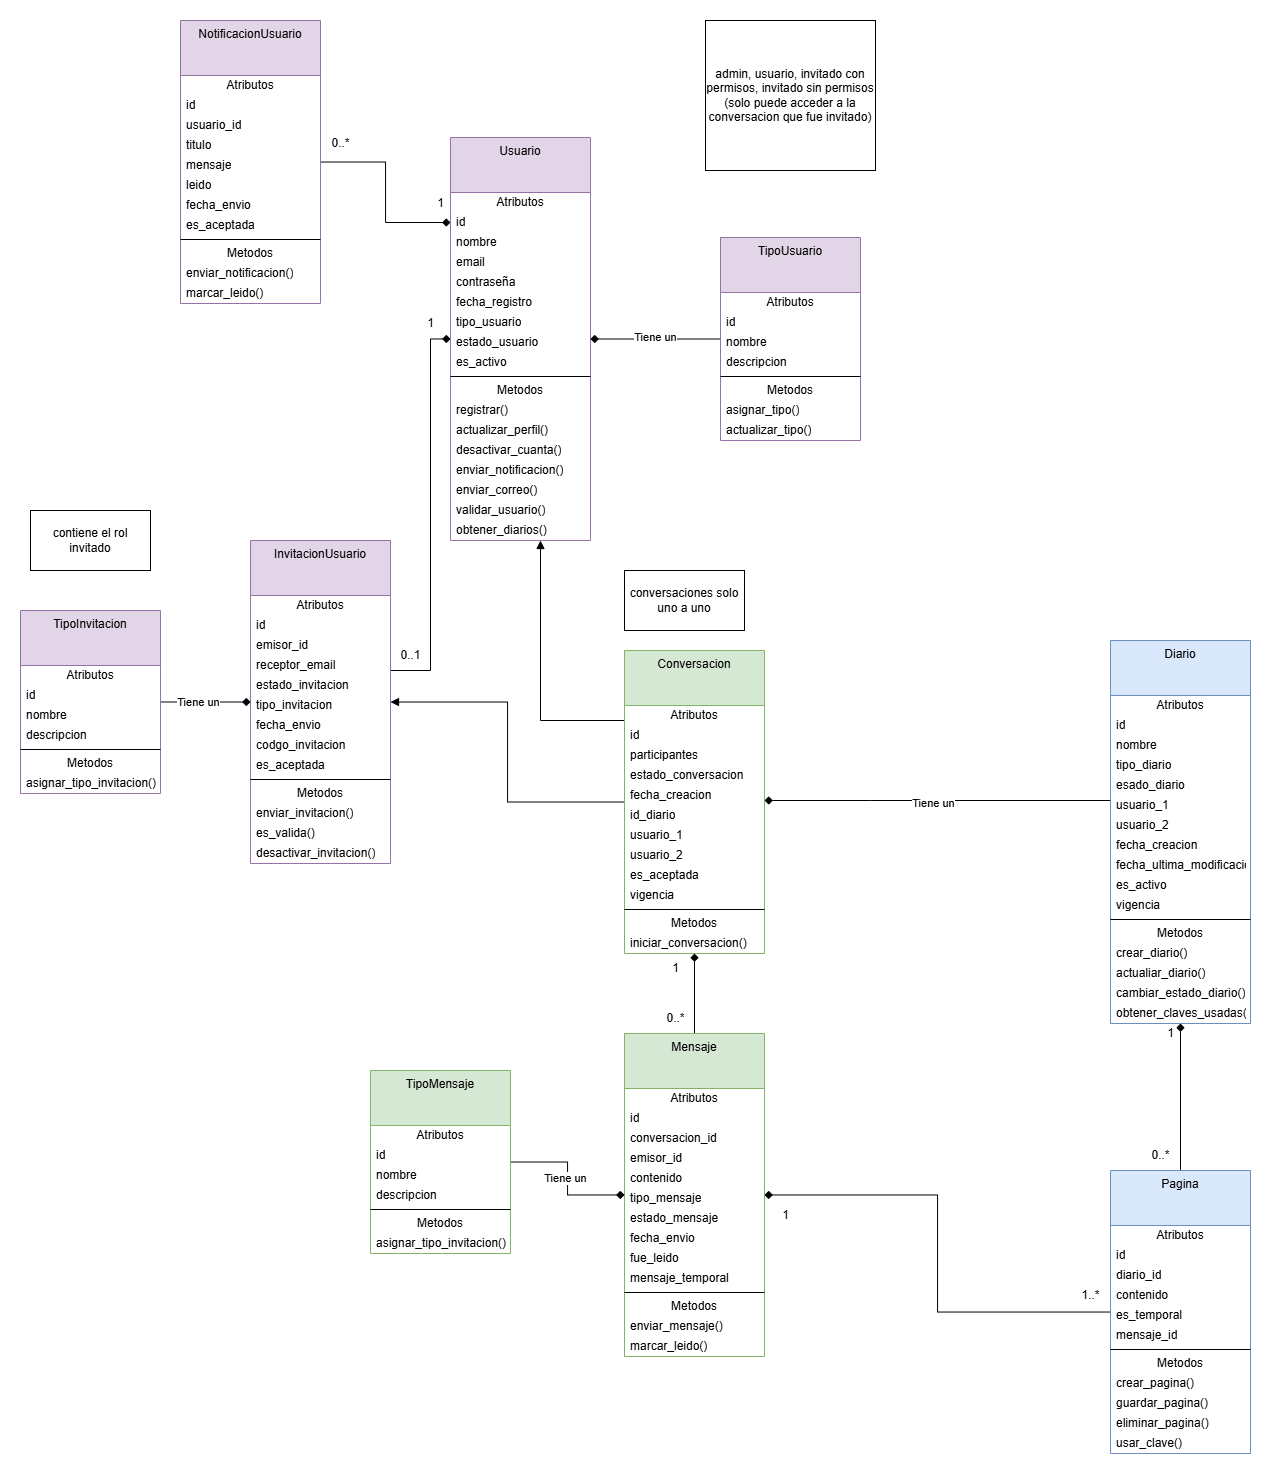 NotificacionUsuario
Atributos
id
usuario_id
titulo
mensaje
leido
fecha_envio
es_aceptada
Metodos
enviar_notificacion()
marcar_leido()
0..*
1
Usuario
Atributos
id
nombre
email
contraseña
fecha_registro
tipo_usuario
estado_usuario
es_activo
Metodos
registrar()
actualizar_perfil()
desactivar_cuanta()
enviar_notificacion()
enviar_correo()
validar_usuario()
obtener_diarios()
admin, usuario, invitado con
permisos, invitado sin permisos
(solo puede acceder a la
conversacion que fue invitado)
Tiene un
TipoUsuario
Atributos
id
nombre
descripcion
Metodos
asignar_tipo()
actualizar_tipo()
1
0..1
contiene el rol
invitado
TipoInvitacion
Atributos
id
nombre
descripcion
Metodos
asignar_tipo_invitacion()
Tiene un
InvitacionUsuario
Atributos
id
emisor_id
receptor_email
estado_invitacion
tipo_invitacion
fecha_envio
codgo_invitacion
es_aceptada
Metodos
enviar_invitacion()
es_valida()
desactivar_invitacion()
conversaciones solo
uno a uno
Conversacion
Atributos
id
participantes
estado_conversacion
fecha_creacion
id_diario
usuario_1
usuario_2
es_aceptada
vigencia
Metodos
iniciar_conversacion()
Tiene un
Diario
Atributos
id
nombre
tipo_diario
esado_diario
usuario_1
usuario_2
fecha_creacion
fecha_ultima_modificaci
es_activo
vigencia
Metodos
crear_diario()
actualiar_diario()
cambiar_estado_diario()
obtener_claves_usadas(
1
0..*
1
0..*
TipoMensaje
Atributos
id
nombre
descripcion
Metodos
asignar_tipo_invitacion()
Tiene un
Mensaje
Atributos
id
conversacion_id
emisor_id
contenido
tipo_mensaje
estado_mensaje
fecha_envio
fue_leido
mensaje_temporal
Metodos
enviar_mensaje()
marcar_leido()
1
1..*
Pagina
Atributos
id
diario_id
contenido
es_temporal
mensaje_id
Metodos
crear_pagina()
guardar_pagina()
eliminar_pagina()
usar_clave()